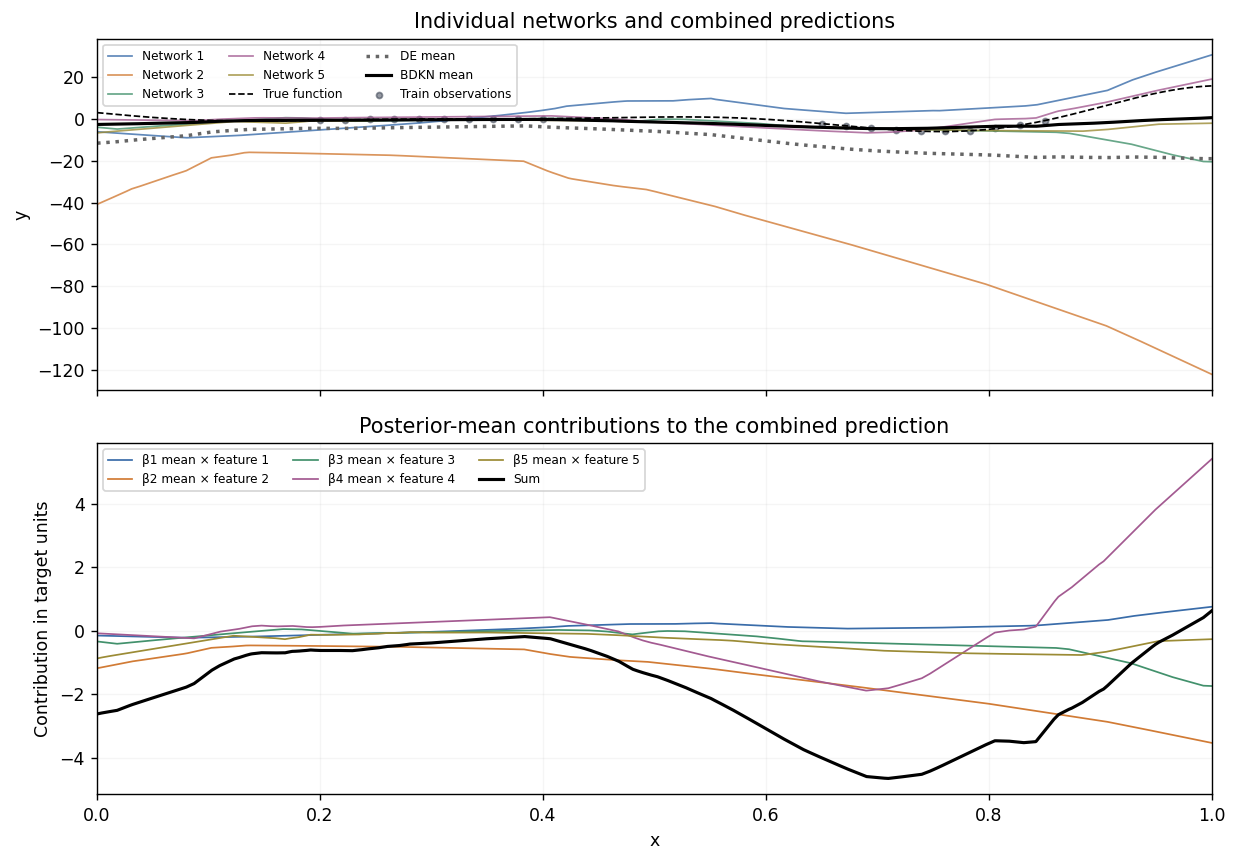 Individual networks and combined predictions
Network 1
Network 2
Network 3
Network 4
Network 5
True function
DE mean
BDKN mean
Train observations
y
20
0
−20
−40
−60
−80
−100
−120
Posterior-mean contributions to the combined prediction
β1 mean × feature 1
β2 mean × feature 2
β3 mean × feature 3
β4 mean × feature 4
β5 mean × feature 5
Sum
Contribution in target units
4
2
0
−2
−4
0.0 0.2 0.4 0.6 0.8 1.0
x